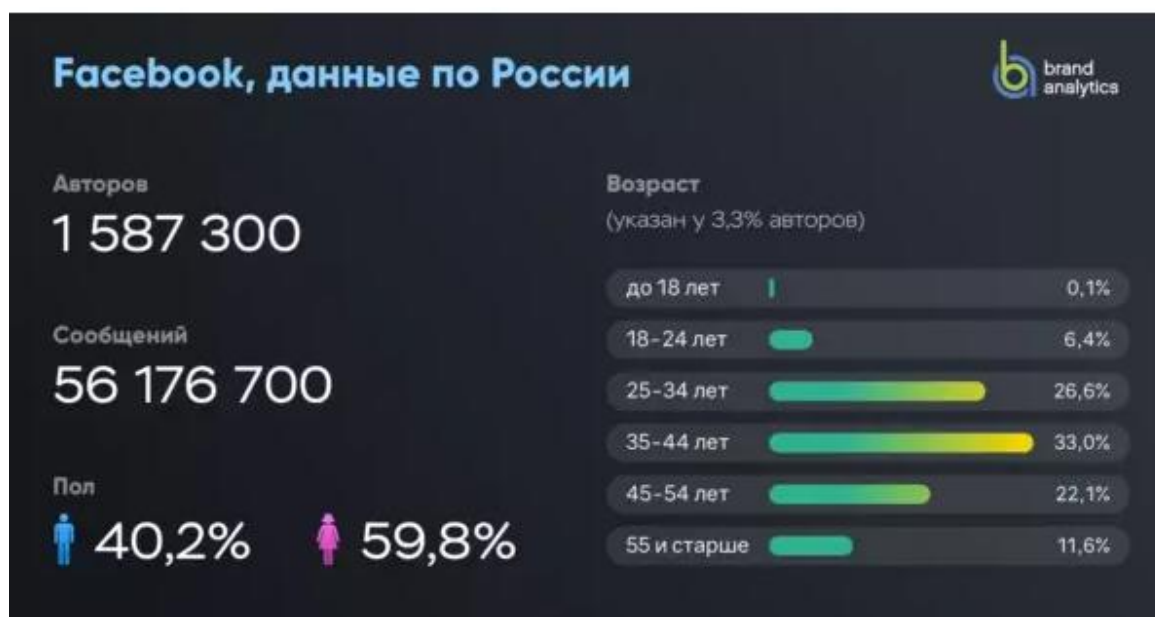 Facebook, данные по России
brand
analytics
Авторов
1 587 300
Сообщений
56 176 700
Пол
40,2% 59,8%
Возраст
(указан у 3,3% авторов)
до 18 лет 0,1%
18-24 лет 6,4%
25-34 лет 26,6%
35-44 лет 33,0%
45-54 лет 22,1%
55 и старше 11,6%